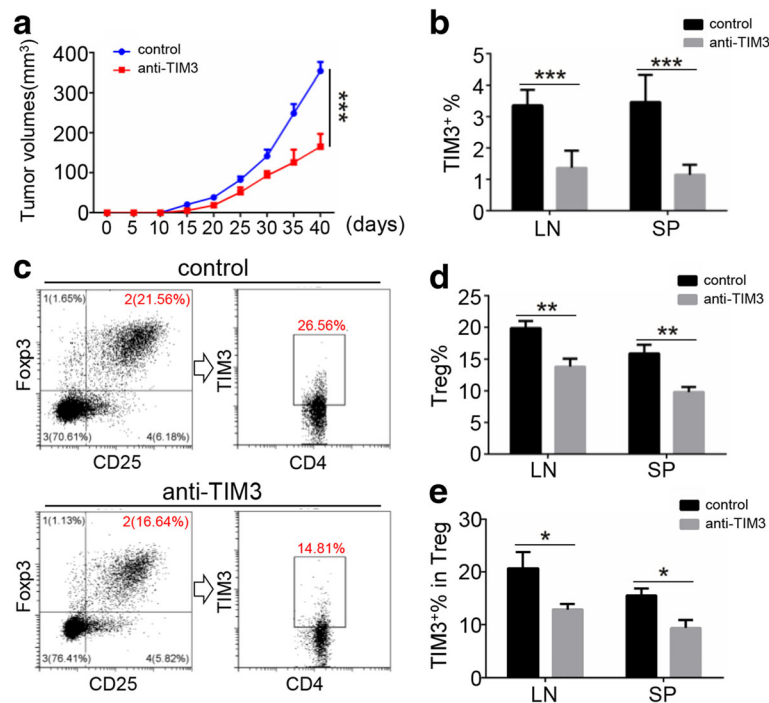 a
control
anti-TIM3
Tumor volumes(mm³)
400
300
200
100
0
***
0 5 10 15 20 25 30 35 40 (days)
b
control
anti-TIM3
TIM3⁺ %
5
4
3
2
1
0
*** ***
LN SP
c
control
Foxp3
1(1.65%) 2(21.56%)
3(70.61%) 4(6.18%)
CD25
TIM3
26.56%
CD4
anti-TIM3
Foxp3
1(1.13%) 2(16.64%)
3(76.41%) 4(5.82%)
CD25
TIM3
14.81%
CD4
d
control
anti-TIM3
Treg%
25
20
15
10
5
0
** **
LN SP
e
control
anti-TIM3
TIM3⁺% in Treg
30
20
10
0
* *
LN SP